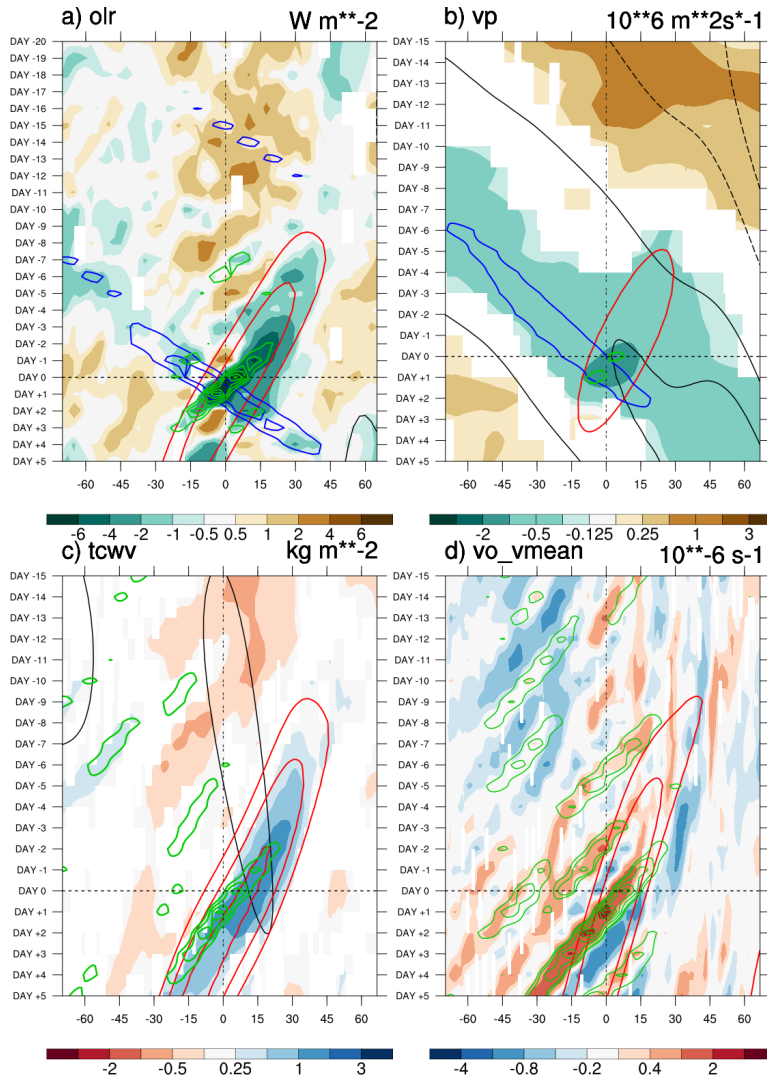 a) olr W m**-2
DAY -20
DAY -19
DAY -18
DAY -17
DAY -16
DAY -15
DAY -14
DAY -13
DAY -12
DAY -11
DAY -10
DAY -9
DAY -8
DAY -7
DAY -6
DAY -5
DAY -4
DAY -3
DAY -2
DAY -1
DAY 0
DAY +1
DAY +2
DAY +3
DAY +4
DAY +5
-60 -45 -30 -15 0 15 30 45 60
-6 -4 -2 -1 -0.5 0.5 1 2 4 6
b) vp 10**6 m**2s*-1
DAY -15
DAY -14
DAY -13
DAY -12
DAY -11
DAY -10
DAY -9
DAY -8
DAY -7
DAY -6
DAY -5
DAY -4
DAY -3
DAY -2
DAY -1
DAY 0
DAY +1
DAY +2
DAY +3
DAY +4
DAY +5
-60 -45 -30 -15 0 15 30 45 60
-2 -0.5 -0.125 0.5 1 3
c) tcwv kg m**-2
DAY -15
DAY -14
DAY -13
DAY -12
DAY -11
DAY -10
DAY -9
DAY -8
DAY -7
DAY -6
DAY -5
DAY -4
DAY -3
DAY -2
DAY -1
DAY 0
DAY +1
DAY +2
DAY +3
DAY +4
DAY +5
-60 -45 -30 -15 0 15 30 45 60
-2 -0.5 0.25 1 3
d) vo_vmean 10**-6 s-1
DAY -15
DAY -14
DAY -13
DAY -12
DAY -11
DAY -10
DAY -9
DAY -8
DAY -7
DAY -6
DAY -5
DAY -4
DAY -3
DAY -2
DAY -1
DAY 0
DAY +1
DAY +2
DAY +3
DAY +4
DAY +5
-60 -45 -30 -15 0 15 30 45 60
-4 -0.8 -0.2 0.4 2